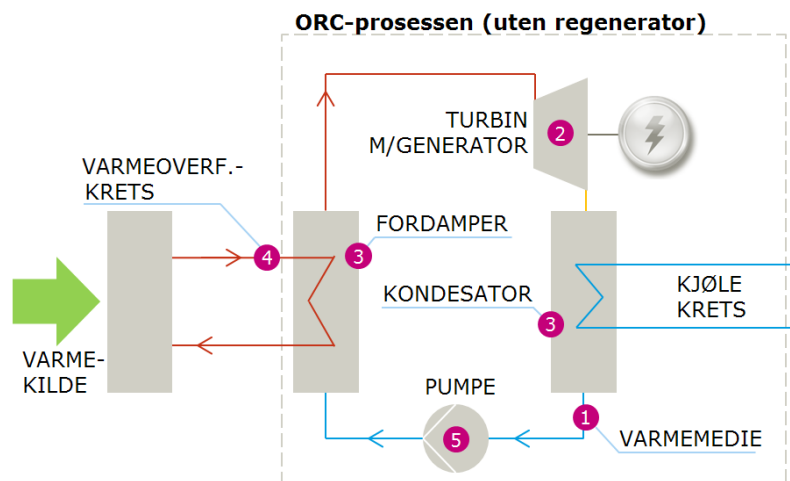 ORC-prosessen (uten regenerator)
TURBIN
M/GENERATOR
2
VARMEOVERF.-
KRETS
4
3
FORDAMPER
KONDESATOR
3
KJØLE
KRETS
VARME-
KILDE
PUMPE
5
1
VARMEMEDIE